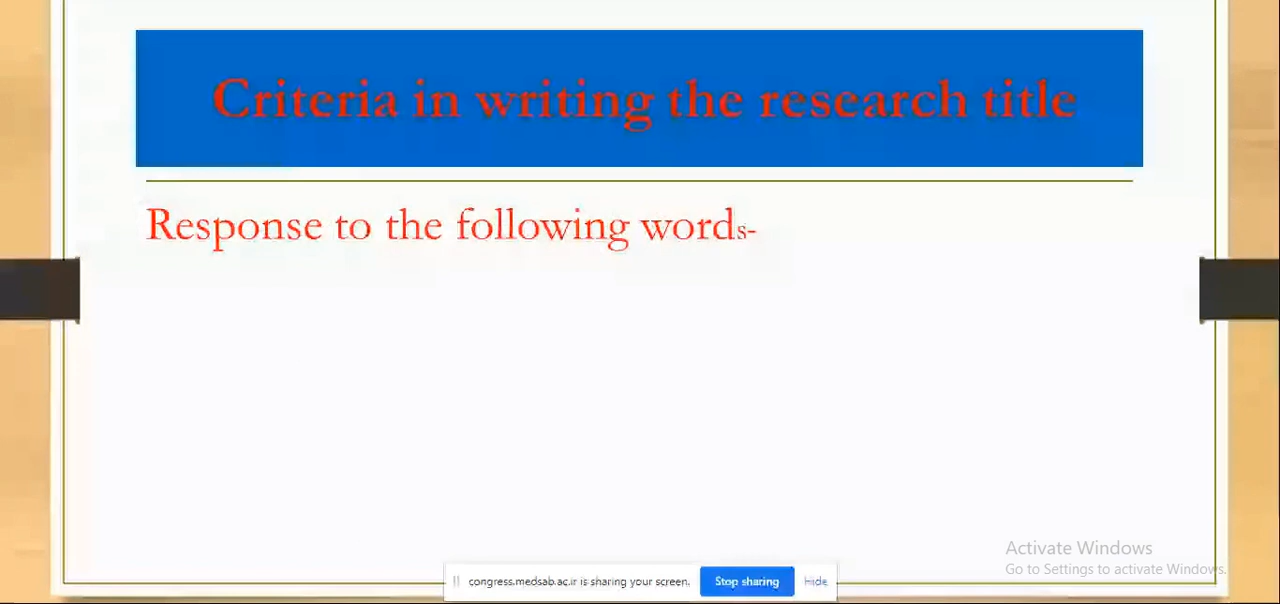 Criteria in writing the research title
Response to the following words-
Activate Windows
Go to Settings to activate Windows.
congress.medsab.ac.ir is sharing your screen.
Stop sharing
hide